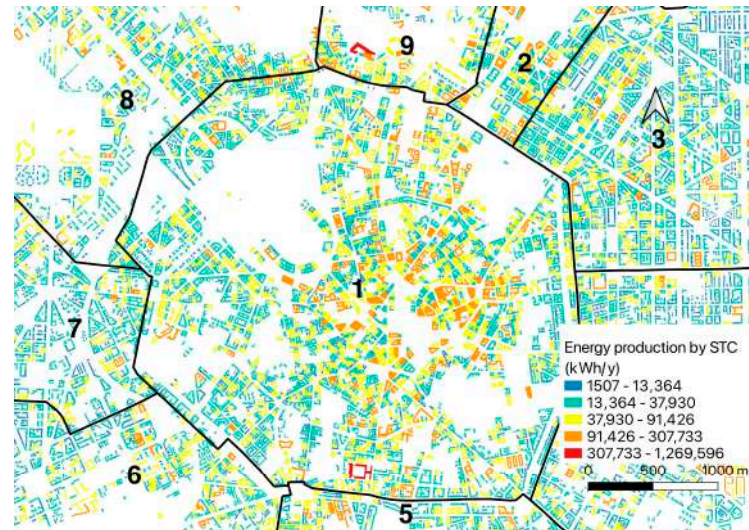 9
2
8
3
1
7
Energy production by STC
(kWh/y)
1507 - 13,364
13,364 - 37,930
37,930 - 91,426
91,426 - 307,733
307,733 - 1,269,596
0 500 1000 m
6
5